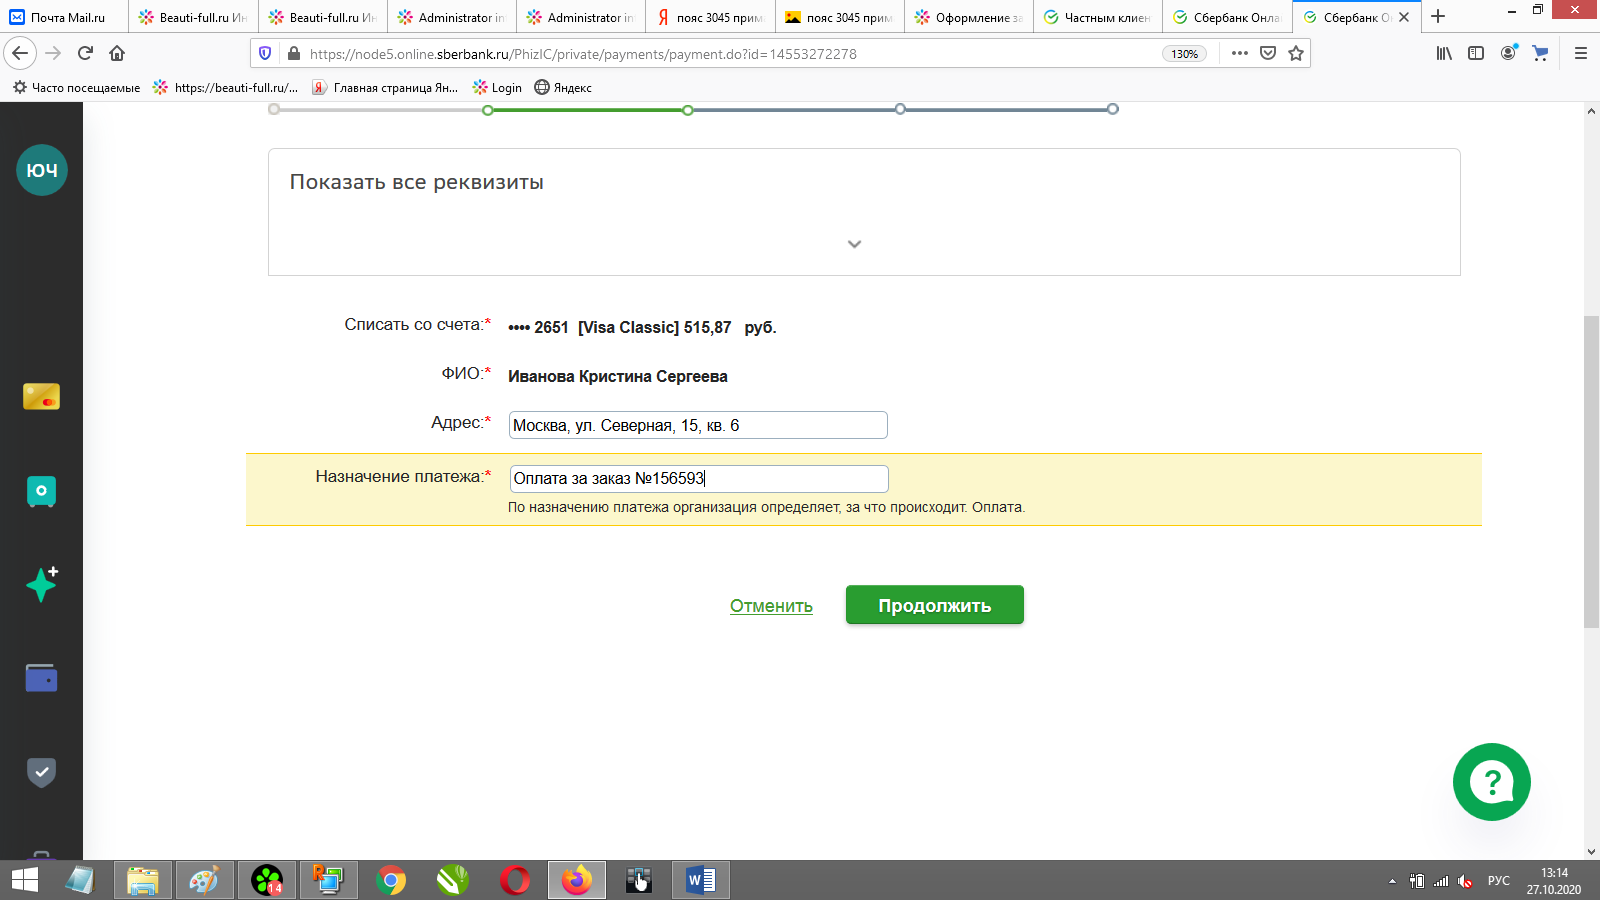 Почта Mail.ru
Beauti-full.ru Ин
Beauti-full.ru Ин
Administrator in
Administrator in
пояс 3045 прим
пояс 3045 прим
Оформление за
Частным клиен
Сбербанк Онла
Сбербанк О
https://node5.online.sberbank.ru/PhizIC/private/payments/payment.do?id=14553272278
130%
Часто посещаемые
https://beauti-full.ru/...
Главная страница Ян...
Login
Яндекс
ЮЧ
Показать все реквизиты
Списать со счета:* •••• 2651 [Visa Classic] 515,87 руб.
ФИО:* Иванова Кристина Сергеева
Адрес:* Москва, ул. Северная, 15, кв. 6
Назначение платежа:* Оплата за заказ №156593
По назначению платежа организация определяет, за что происходит. Оплата.
Отменить
Продолжить
14
РУС
13:14
27.10.2020